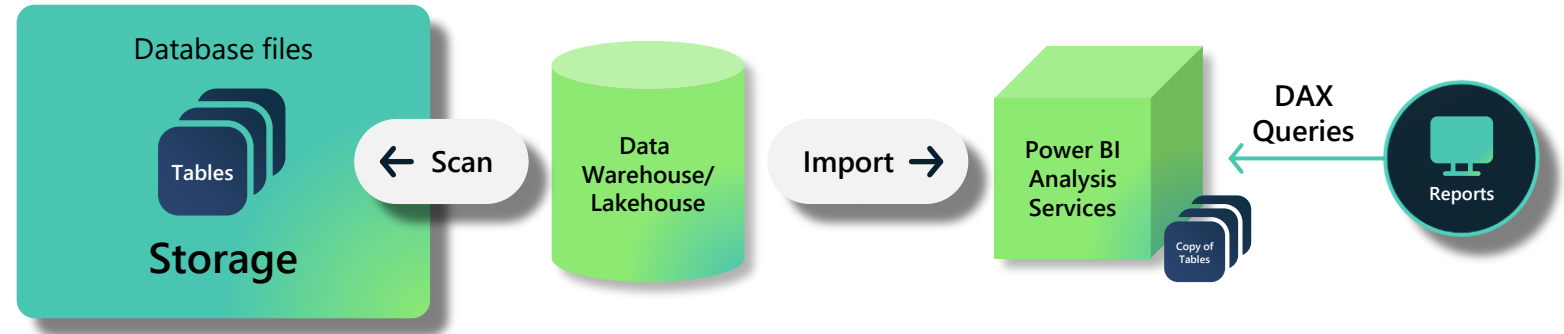 Database files
Tables
Storage
Scan
Data
Warehouse/
Lakehouse
Import
Power BI
Analysis
Services
Copy of
Tables
DAX
Queries
Reports